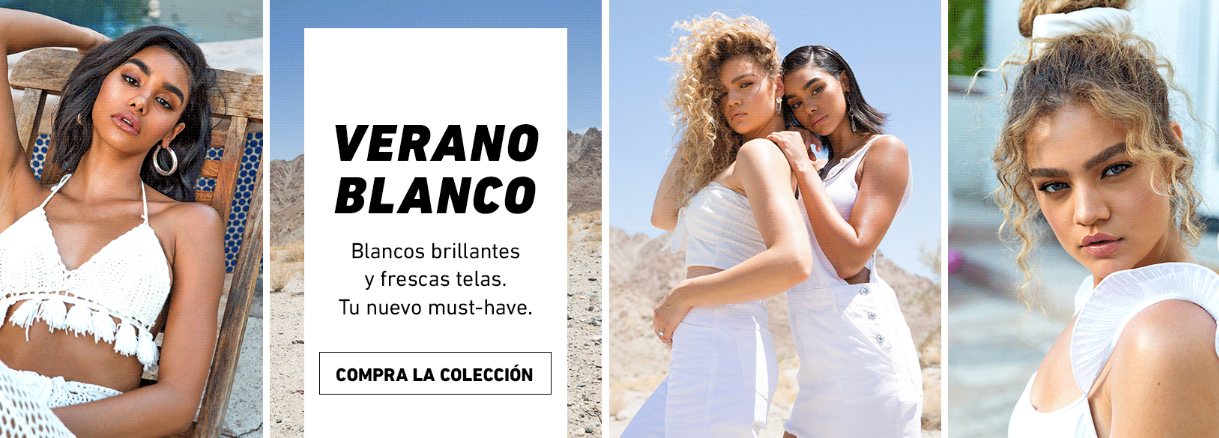 VERANO
BLANCO
Blancos brillantes
y frescas telas.
Tu nuevo must-have.
COMPRA LA COLECCIÓN